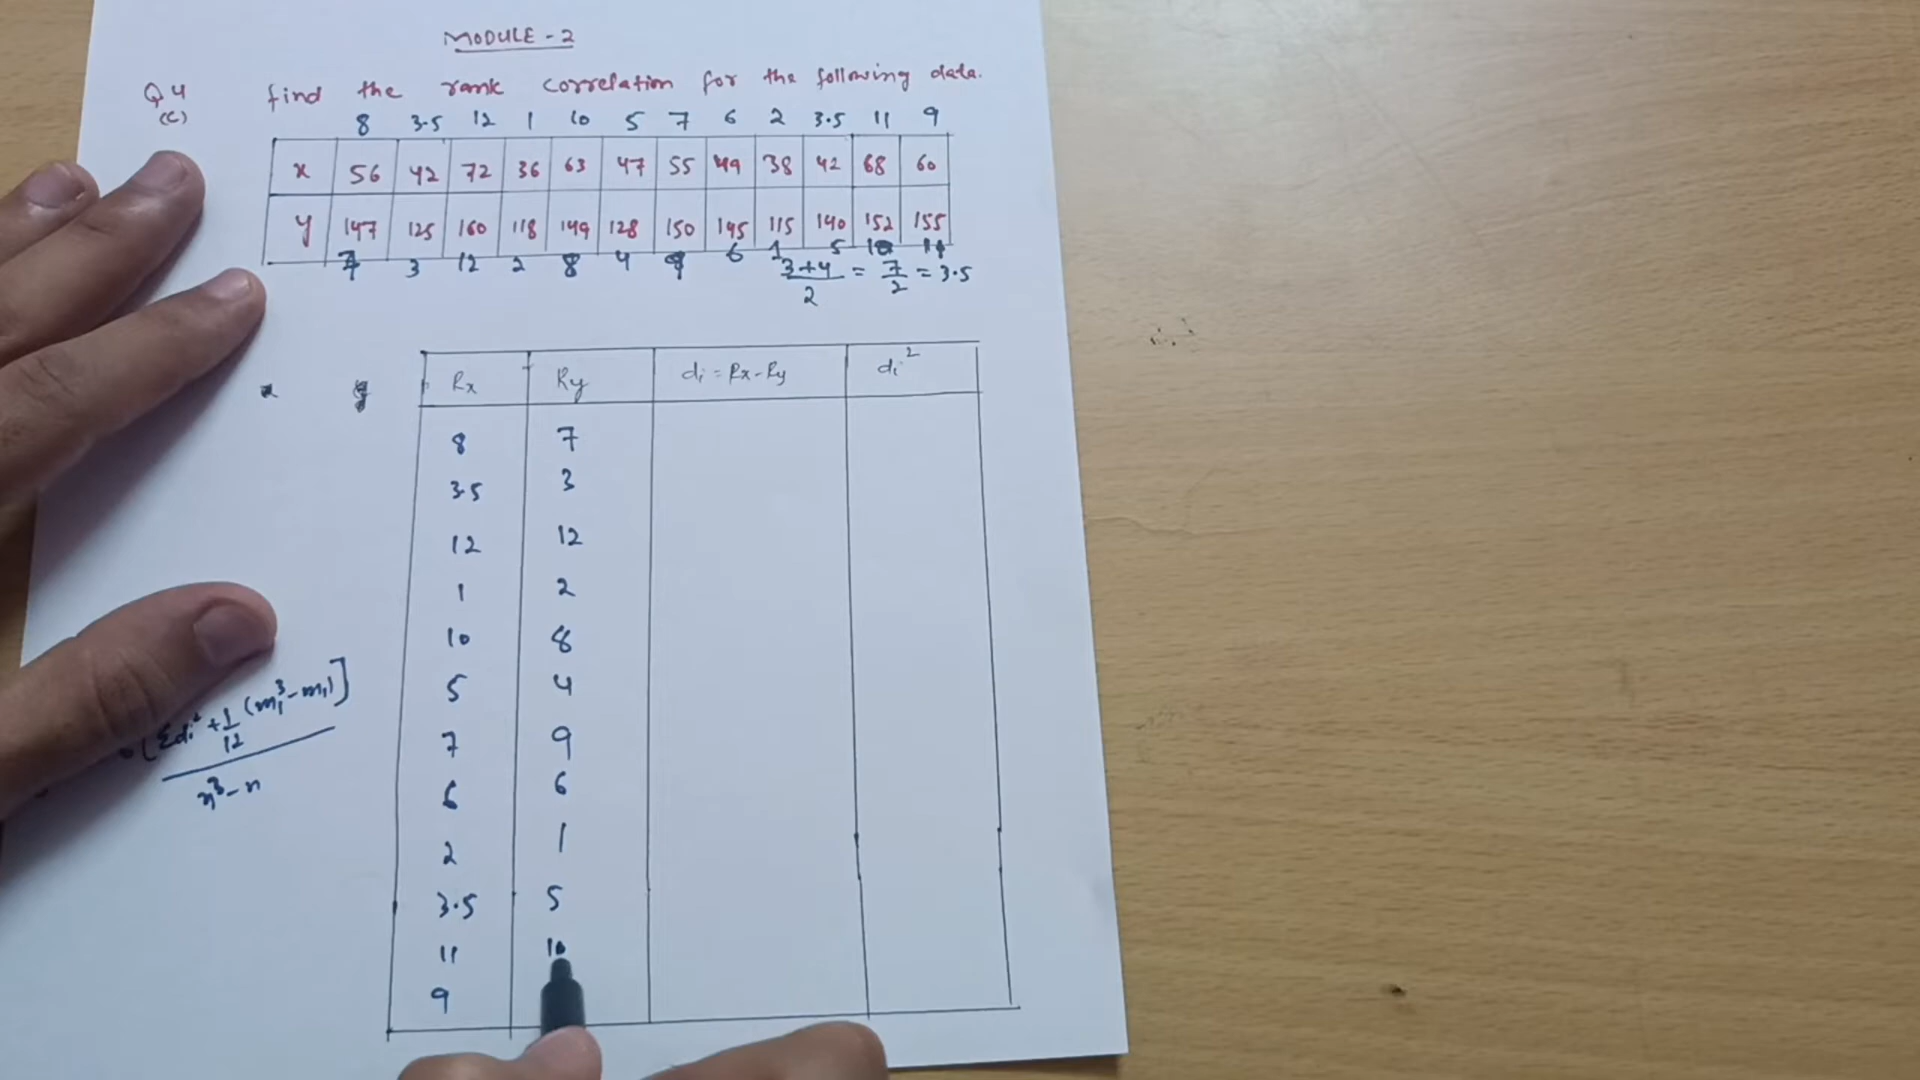 MODULE - 2
Q4 find the rank correlation for the following data.
(c)
8 3.5 12 1 10 5 7 6 2 3.5 11 9
x 56 42 72 36 63 47 55 49 38 42 68 60
y 147 125 160 118 149 128 150 145 115 140 152 155
7 3 12 2 8 4 9 6 1 5 10 11
3+4/2 = 7/2 = 3.5
x y
Rx Ry di = Rx-Ry di²
8 7
3.5 3
12 12
1 2
10 8
5 4
7 9
6 6
2 1
3.5 5
11 10
9
[Σdi² + 1/12 (m₁³-m₁)]
n³-n